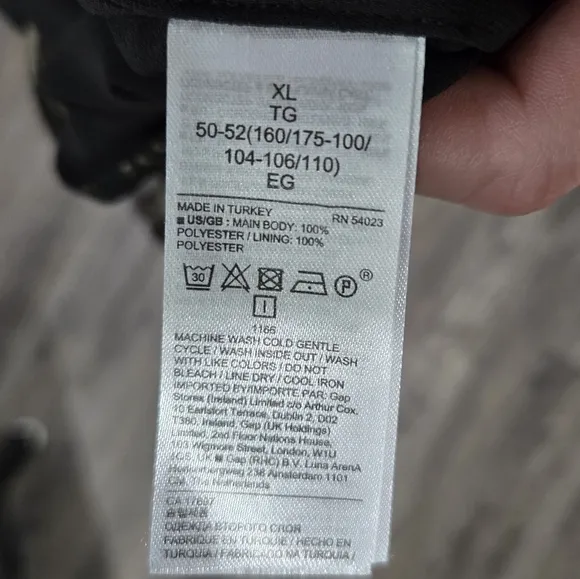 XL
TG
50-52(160/175-100/
104-106/110)
EG
MADE IN TURKEY RN 54023
■ US/GB : MAIN BODY: 100%
POLYESTER / LINING: 100%
POLYESTER
30 P ®
I
1166
MACHINE WASH COLD GENTLE
CYCLE / WASH INSIDE OUT / WASH
WITH LIKE COLORS / DO NOT
BLEACH / LINE DRY / COOL IRON
IMPORTED BY/IMPORTE PAR: Gap
Stores (Ireland) Limited c/o Arthur Cox,
10 Earlsfort Terrace, Dublin 2, D02
T380, Ireland, Gap (UK Holdings)
Limited, 2nd Floor Nations House,
103 Wigmore Street, London, W1U
UK ■ Gap (RHC) B.V. Luna ArenA
238 Amsterdam 1101
CA, The Netherlands
CA 17897
ОДЕЖДА ВТОРОГО СЛОЯ
FABRIQUÉ EN TURQUIE / HECHO EN
TURQUIA / FABRICADO NA TURQUIA /